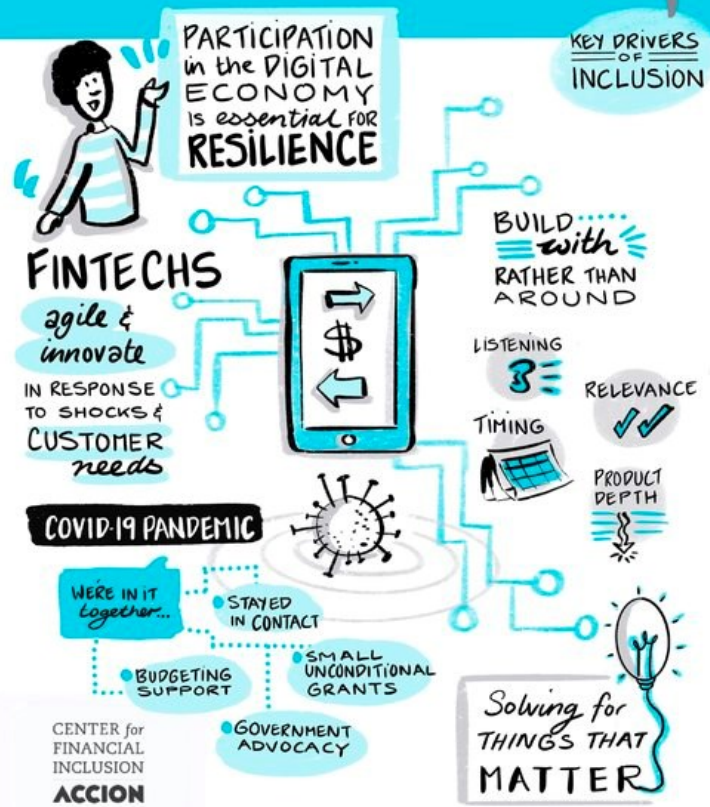 PARTICIPATION
in the DIGITAL
ECONOMY
IS essential FOR
RESILIENCE
KEY DRIVERS
OF
INCLUSION
FINTECHS
agile &
innovate
IN RESPONSE
TO SHOCKS &
CUSTOMER
needs
$
BUILD
with
RATHER THAN
AROUND
LISTENING
RELEVANCE
TIMING
PRODUCT
DEPTH
COVID-19 PANDEMIC
WE'RE IN IT
together...
STAYED
IN CONTACT
BUDGETING
SUPPORT
SMALL
UNCONDITIONAL
GRANTS
GOVERNMENT
ADVOCACY
Solving for
THINGS THAT
MATTER
CENTER for
FINANCIAL
INCLUSION
ACCION